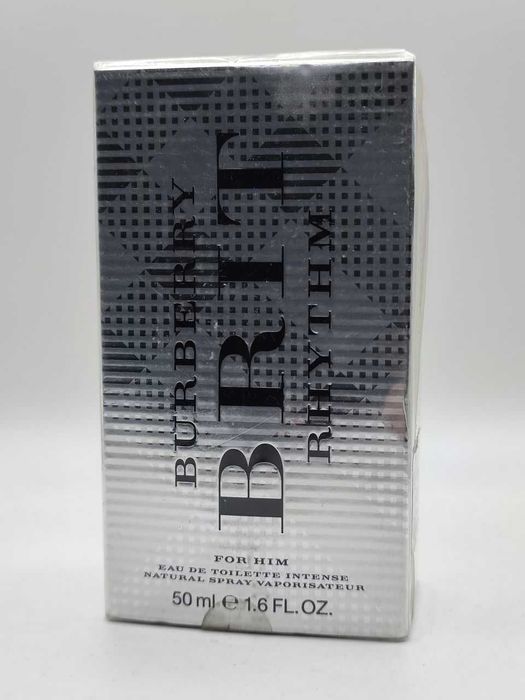 BURBERRY
BRIT
RHYTHM
FOR HIM
EAU DE TOILETTE INTENSE
NATURAL SPRAY VAPORISATEUR
50 ml ℮ 1.6 FL.OZ.